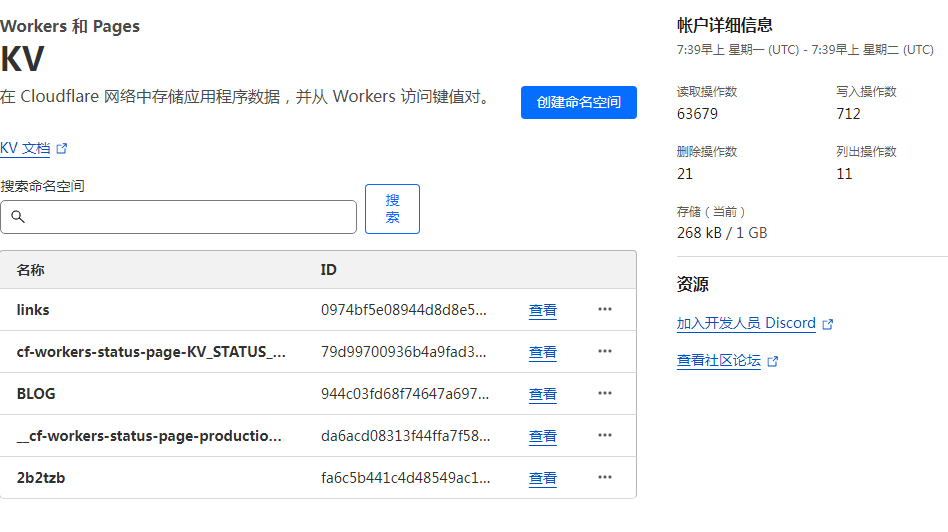 Workers 和 Pages
KV
在 Cloudflare 网络中存储应用程序数据，并从 Workers 访问键值对。
创建命名空间
KV 文档
搜索命名空间
搜
索
名称 ID
links 0974bf5e08944d8d8e5... 查看 ···
cf-workers-status-page-KV_STATUS_... 79d99700936b4a9fad3... 查看 ···
BLOG 944c03fd68f74647a697... 查看 ···
__cf-workers-status-page-productio... da6acd08313f44ffa7f58... 查看 ···
2b2tzb fa6c5b441c4d48549ac1... 查看 ···
帐户详细信息
7:39早上 星期一 (UTC) - 7:39早上 星期二 (UTC)
读取操作数 写入操作数
63679 712
删除操作数 列出操作数
21 11
存储（当前）
268 kB / 1 GB
资源
加入开发人员 Discord
查看社区论坛